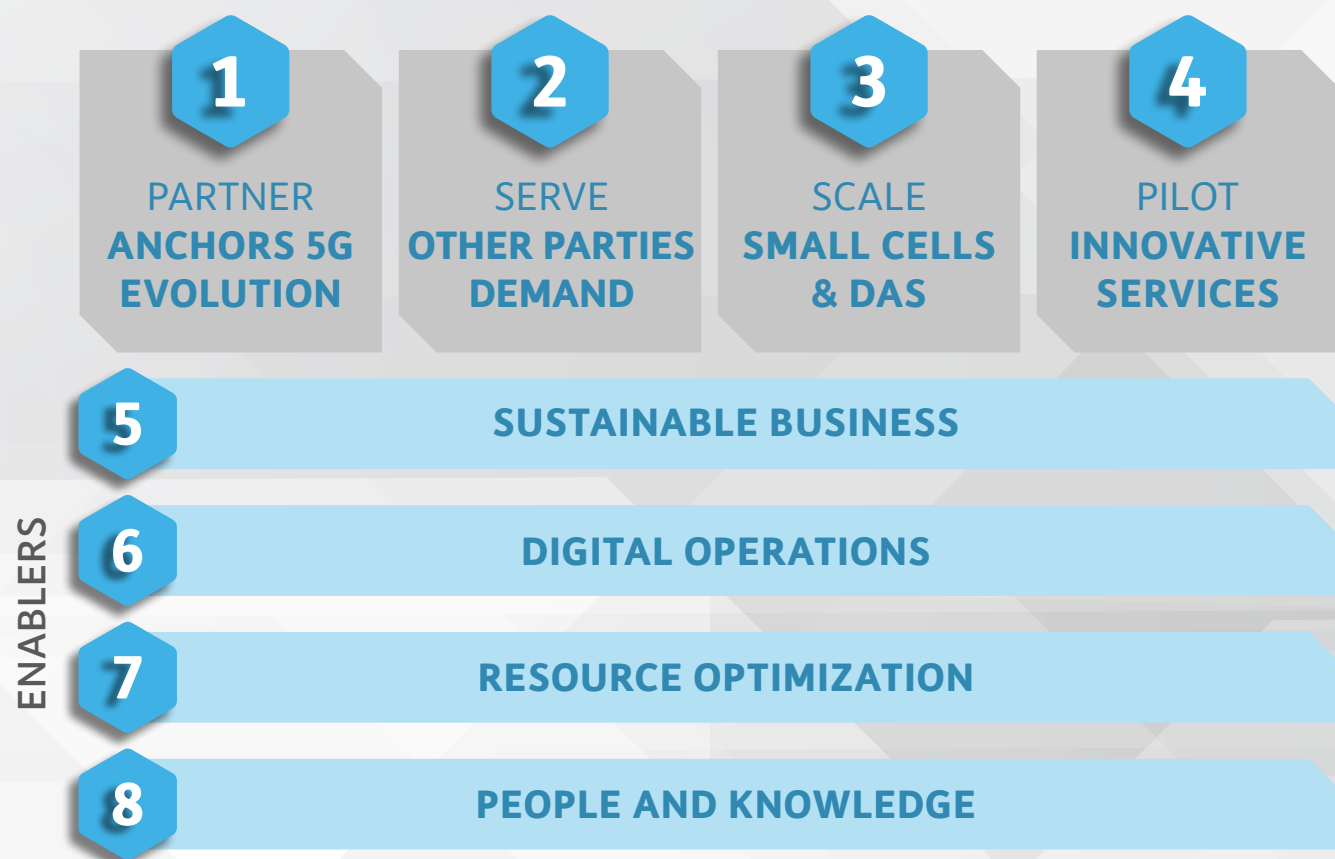 1
PARTNER
ANCHORS 5G
EVOLUTION
2
SERVE
OTHER PARTIES
DEMAND
3
SCALE
SMALL CELLS
& DAS
4
PILOT
INNOVATIVE
SERVICES
ENABLERS
5
SUSTAINABLE BUSINESS
6
DIGITAL OPERATIONS
7
RESOURCE OPTIMIZATION
8
PEOPLE AND KNOWLEDGE